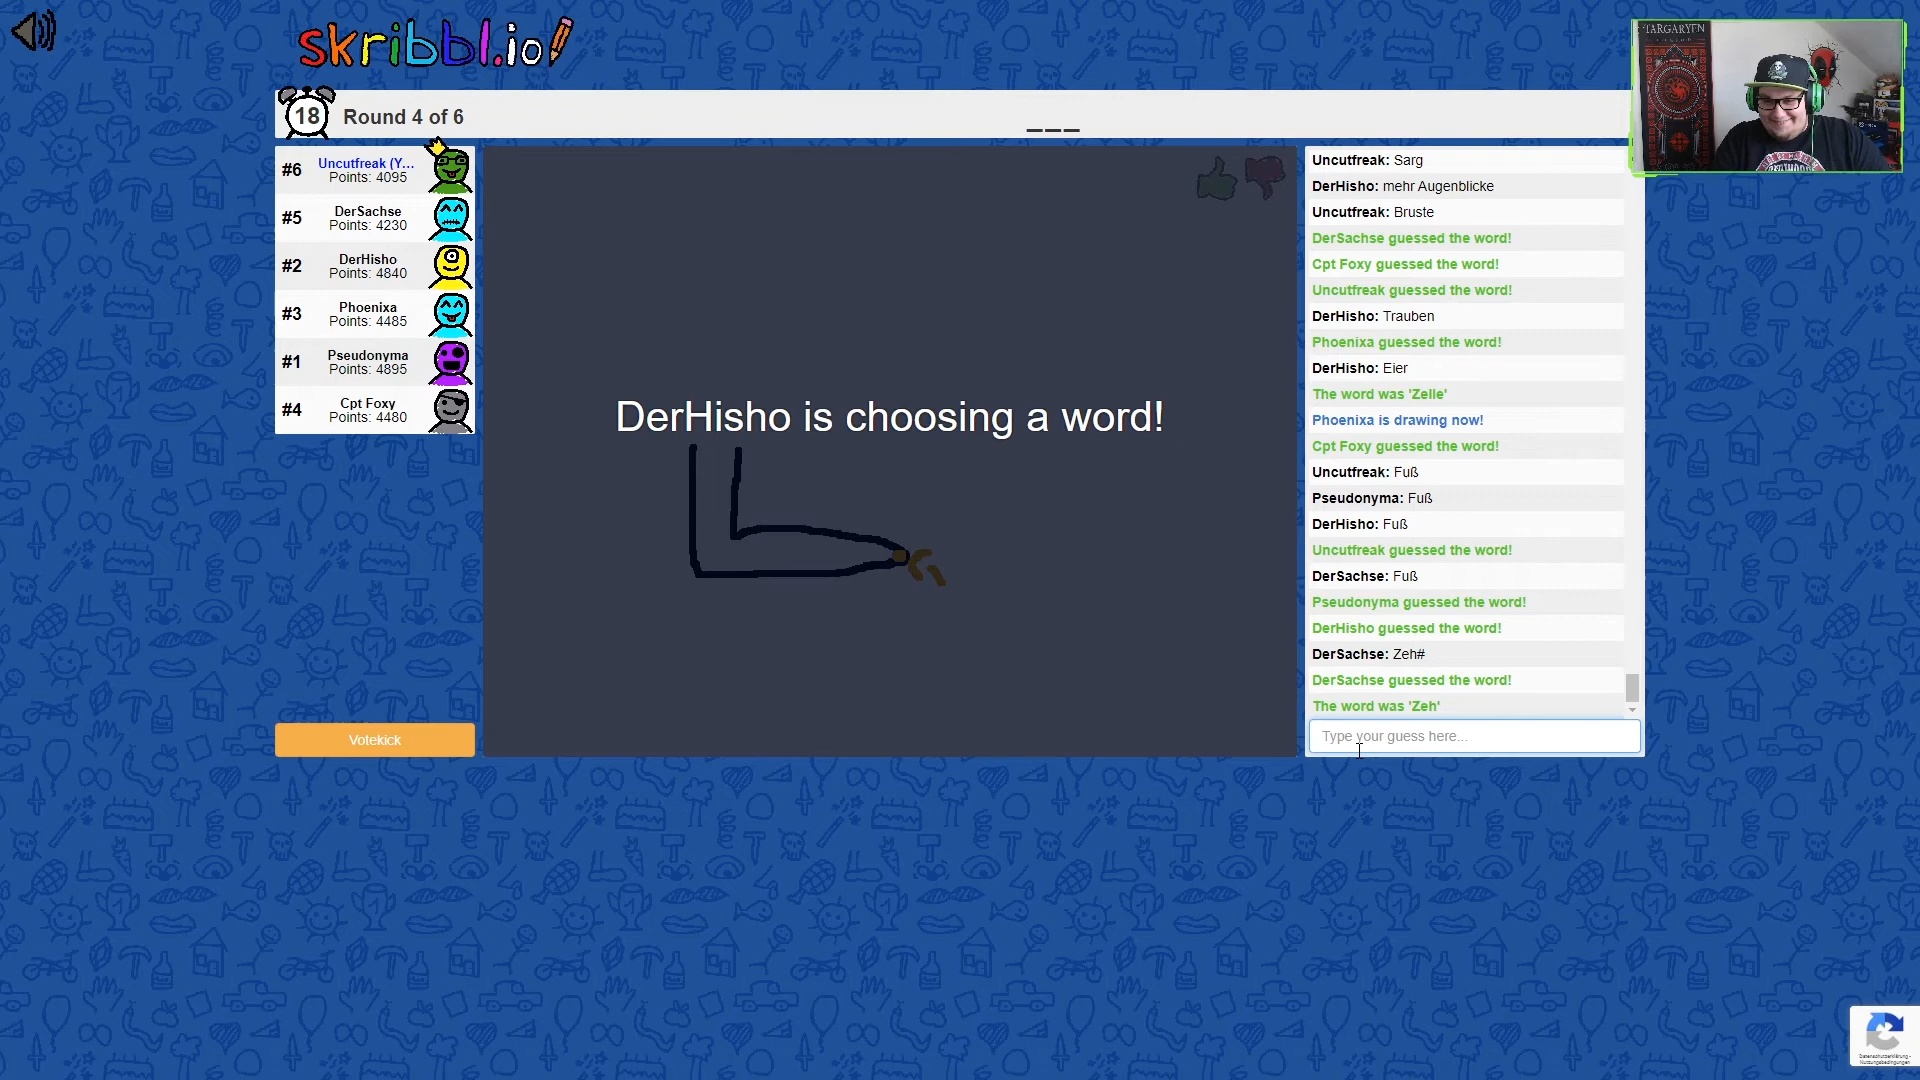 skribbl.io
TARGARYEN
18
Round 4 of 6
___
#6
Uncutfreak (Y...
Points: 4095
#5
DerSachse
Points: 4230
#2
DerHisho
Points: 4840
#3
Phoenixa
Points: 4485
#1
Pseudonyma
Points: 4895
#4
Cpt Foxy
Points: 4480
Votekick
DerHisho is choosing a word!
Uncutfreak: Sarg
DerHisho: mehr Augenblicke
Uncutfreak: Bruste
DerSachse guessed the word!
Cpt Foxy guessed the word!
Uncutfreak guessed the word!
DerHisho: Trauben
Phoenixa guessed the word!
DerHisho: Eier
The word was 'Zelle'
Phoenixa is drawing now!
Cpt Foxy guessed the word!
Uncutfreak: Fuß
Pseudonyma: Fuß
DerHisho: Fuß
Uncutfreak guessed the word!
DerSachse: Fuß
Pseudonyma guessed the word!
DerHisho guessed the word!
DerSachse: Zeh#
DerSachse guessed the word!
The word was 'Zeh'
Type your guess here...
Datenschutzerklärung -
Nutzungsbedingungen